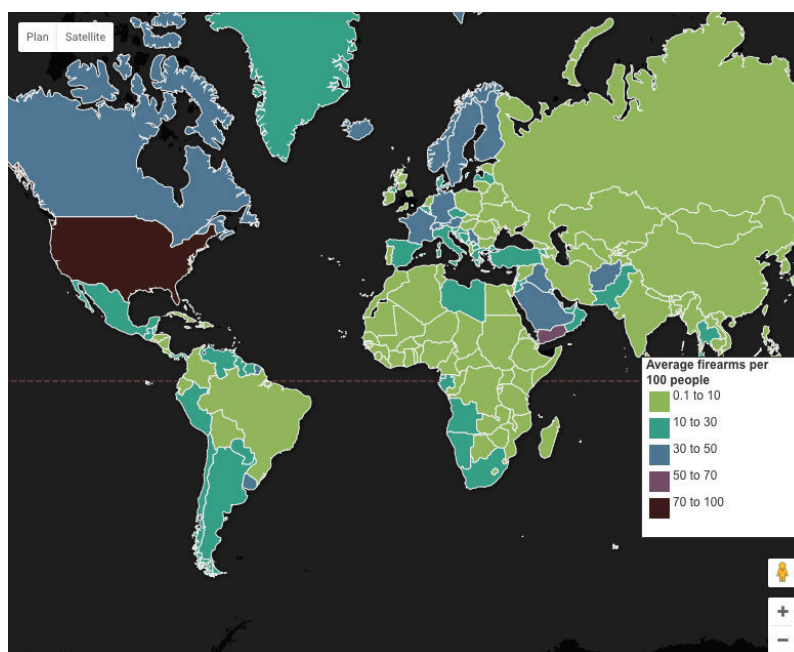 Plan Satellite
Average firearms per
100 people
0.1 to 10
10 to 30
30 to 50
50 to 70
70 to 100
+
−